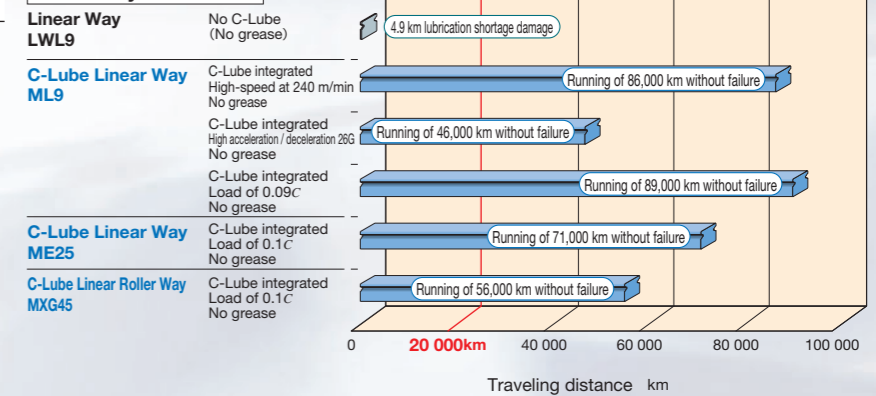 Linear Way
LWL9
No C-Lube
(No grease)
4.9 km lubrication shortage damage
C-Lube Linear Way
ML9
C-Lube integrated
High-speed at 240 m/min
No grease
Running of 86,000 km without failure
C-Lube integrated
High acceleration / deceleration 26G
No grease
Running of 46,000 km without failure
C-Lube integrated
Load of 0.09C
No grease
Running of 89,000 km without failure
C-Lube Linear Way
ME25
C-Lube integrated
Load of 0.1C
No grease
Running of 71,000 km without failure
C-Lube Linear Roller Way
MXG45
C-Lube integrated
Load of 0.1C
No grease
Running of 56,000 km without failure
0 20 000km 40 000 60 000 80 000 100 000
Traveling distance km